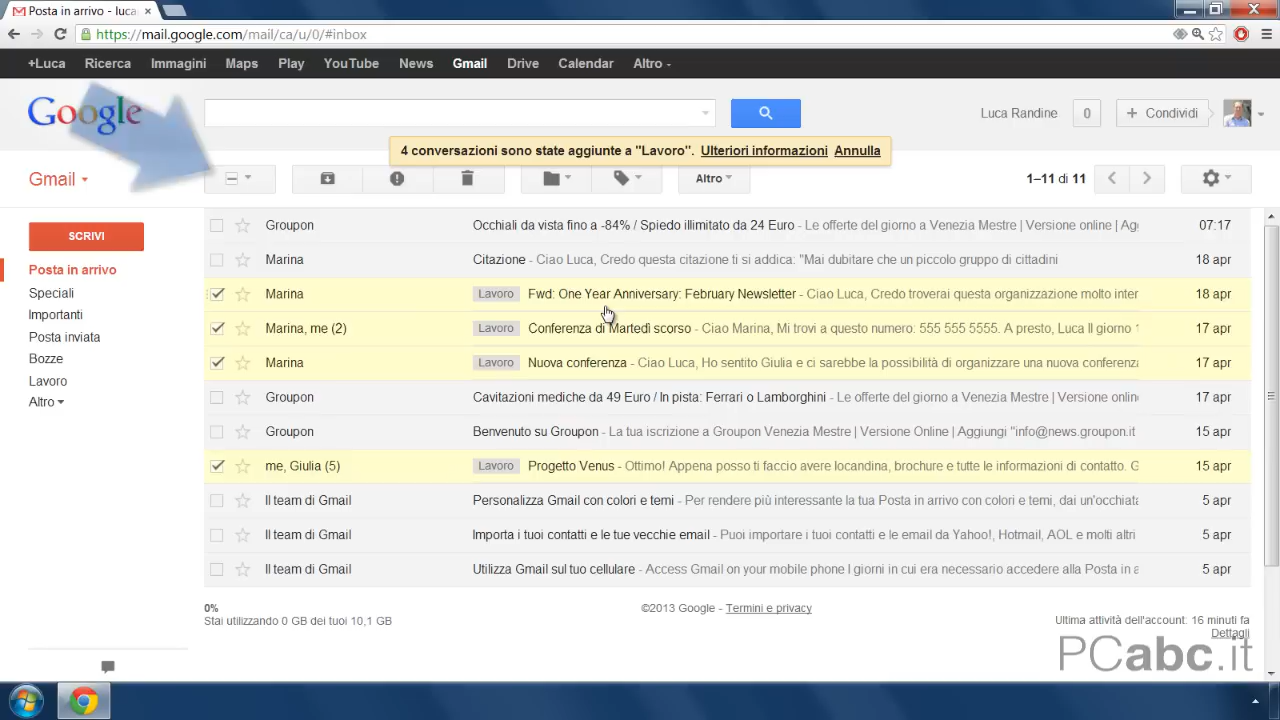 Posta in arrivo - luca
https://mail.google.com/mail/ca/u/0/#inbox
+Luca Ricerca Immagini Maps Play YouTube News Gmail Drive Calendar Altro
Google
Luca Randine 0 + Condividi
4 conversazioni sono state aggiunte a "Lavoro". Ulteriori informazioni Annulla
Gmail Altro 1–11 di 11
SCRIVI
Posta in arrivo
Speciali
Importanti
Posta inviata
Bozze
Lavoro
Altro
Groupon Occhiali da vista fino a -84% / Spiedo illimitato da 24 Euro - Le offerte del giorno a Venezia Mestre | Versione online | Agg 07:17
Marina Citazione - Ciao Luca, Credo questa citazione ti si addica: "Mai dubitare che un piccolo gruppo di cittadini 18 apr
Marina Lavoro Fwd: One Year Anniversary: February Newsletter - Ciao Luca, Credo troverai questa organizzazione molto inter 18 apr
Marina, me (2) Lavoro Conferenza di Martedì scorso - Ciao Marina, Mi trovi a questo numero: 555 555 5555. A presto, Luca Il giorno 1 17 apr
Marina Lavoro Nuova conferenza - Ciao Luca, Ho sentito Giulia e ci sarebbe la possibilità di organizzare una nuova conferenza 17 apr
Groupon Cavitazioni mediche da 49 Euro / In pista: Ferrari o Lamborghini - Le offerte del giorno a Venezia Mestre | Versione online 17 apr
Groupon Benvenuto su Groupon - La tua iscrizione a Groupon Venezia Mestre | Versione Online | Aggiungi "info@news.groupon.it 15 apr
me, Giulia (5) Lavoro Progetto Venus - Ottimo! Appena posso ti faccio avere locandina, brochure e tutte le informazioni di contatto. G 15 apr
Il team di Gmail Personalizza Gmail con colori e temi - Per rendere più interessante la tua Posta in arrivo con colori e temi, dai un'occhiata 5 apr
Il team di Gmail Importa i tuoi contatti e le tue vecchie email - Puoi importare i tuoi contatti e le email da Yahoo!, Hotmail, AOL e molti altri 5 apr
Il team di Gmail Utilizza Gmail sul tuo cellulare - Access Gmail on your mobile phone I giorni in cui era necessario accedere alla Posta in a 5 apr
0%
Stai utilizzando 0 GB dei tuoi 10,1 GB
©2013 Google - Termini e privacy
Ultima attività dell'account: 16 minuti fa
Dettagli
PCabc.it